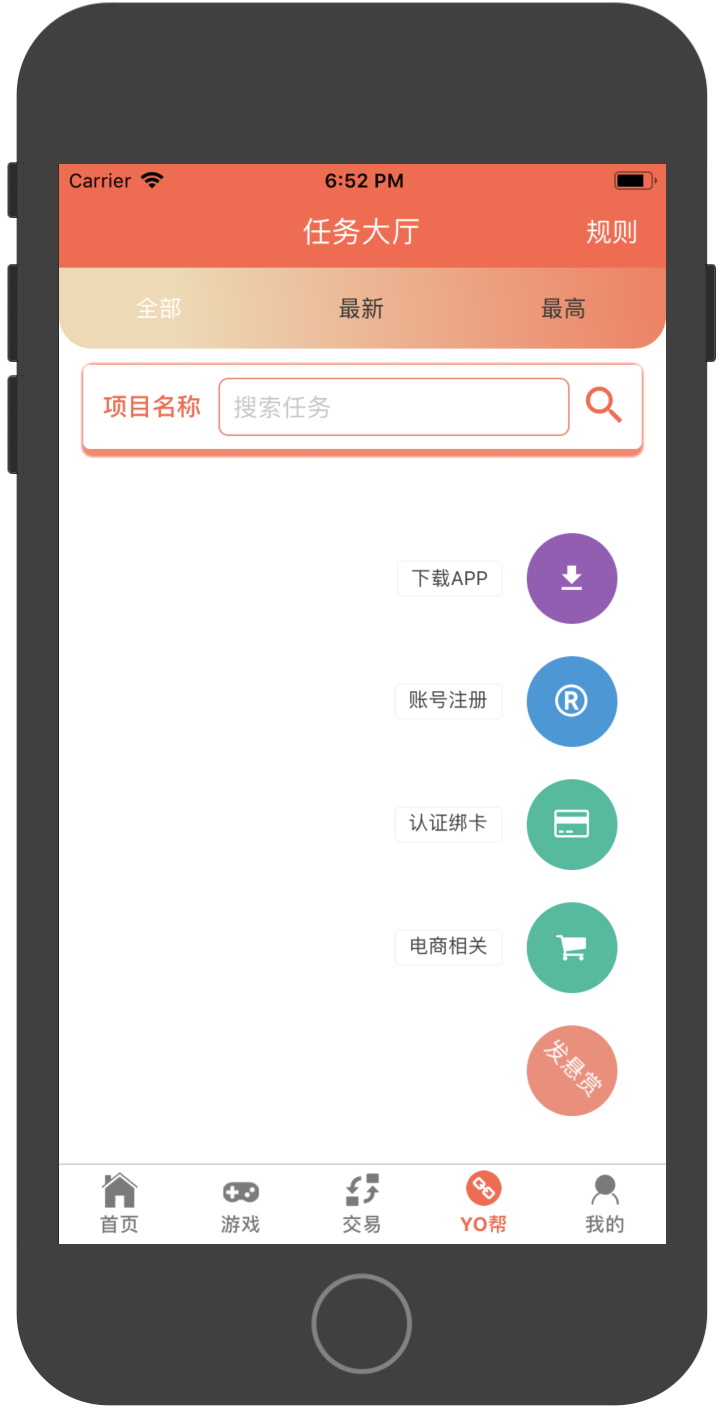 Carrier 6:52 PM
任务大厅 规则
全部 最新 最高
项目名称 搜索任务
下载APP
账号注册
®
认证绑卡
电商相关
发悬赏
首页 游戏 交易 YO帮 我的